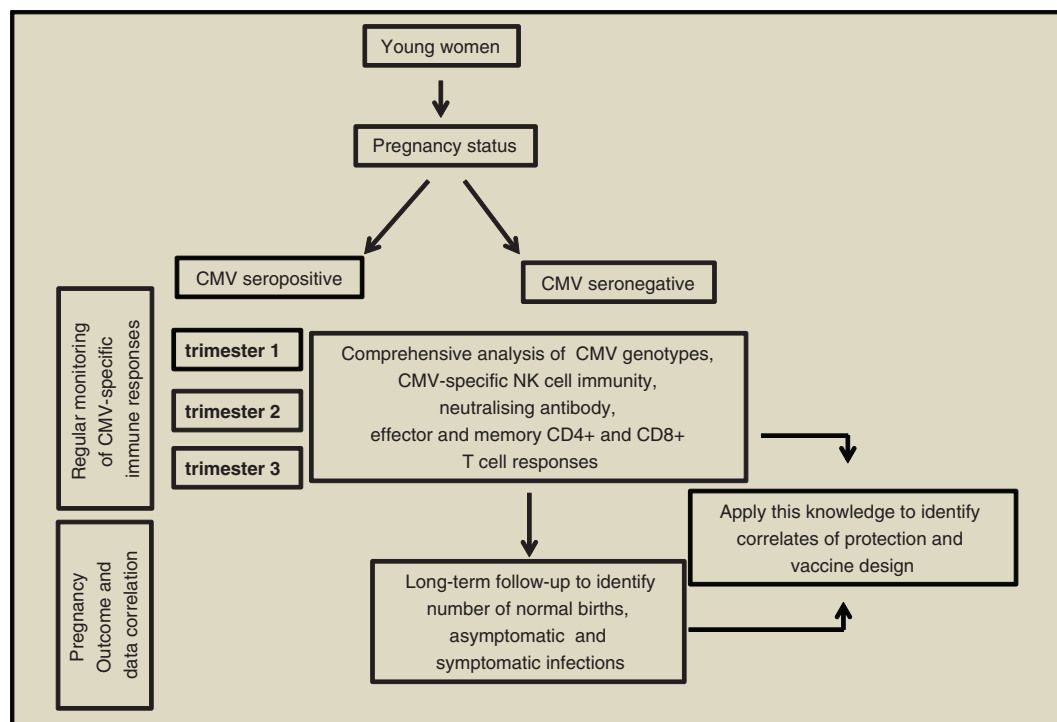 Young women
Pregnancy status
CMV seropositive
CMV seronegative
Regular monitoring
of CMV-specific
immune responses
trimester 1
trimester 2
trimester 3
Comprehensive analysis of CMV genotypes,
CMV-specific NK cell immunity,
neutralising antibody,
effector and memory CD4+ and CD8+
T cell responses
Apply this knowledge to identify
correlates of protection and
vaccine design
Pregnancy
Outcome and
data correlation
Long-term follow-up to identify
number of normal births,
asymptomatic and
symptomatic infections